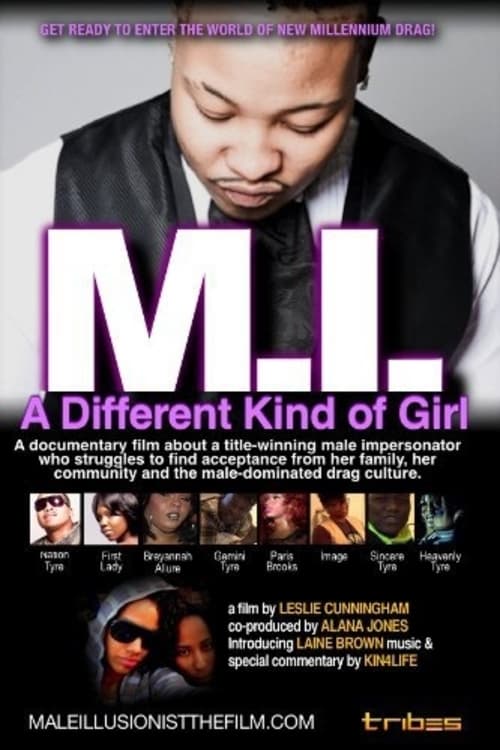 GET READY TO ENTER THE WORLD OF NEW MILLENNIUM DRAG!
M.I.
A Different Kind of Girl
A documentary film about a title-winning male impersonator
who struggles to find acceptance from her family, her
community and the male-dominated drag culture.
Nation Tyre
First Lady
Breyannah Allure
Gemini Tyre
Paris Brooks
Image
Sincere Tyre
Heavenly Tyre
a film by LESLIE CUNNINGHAM
co-produced by ALANA JONES
Introducing LAINE BROWN music &
special commentary by KIN4LIFE
MALEILLUSIONISTTHEFILM.COM
tribes